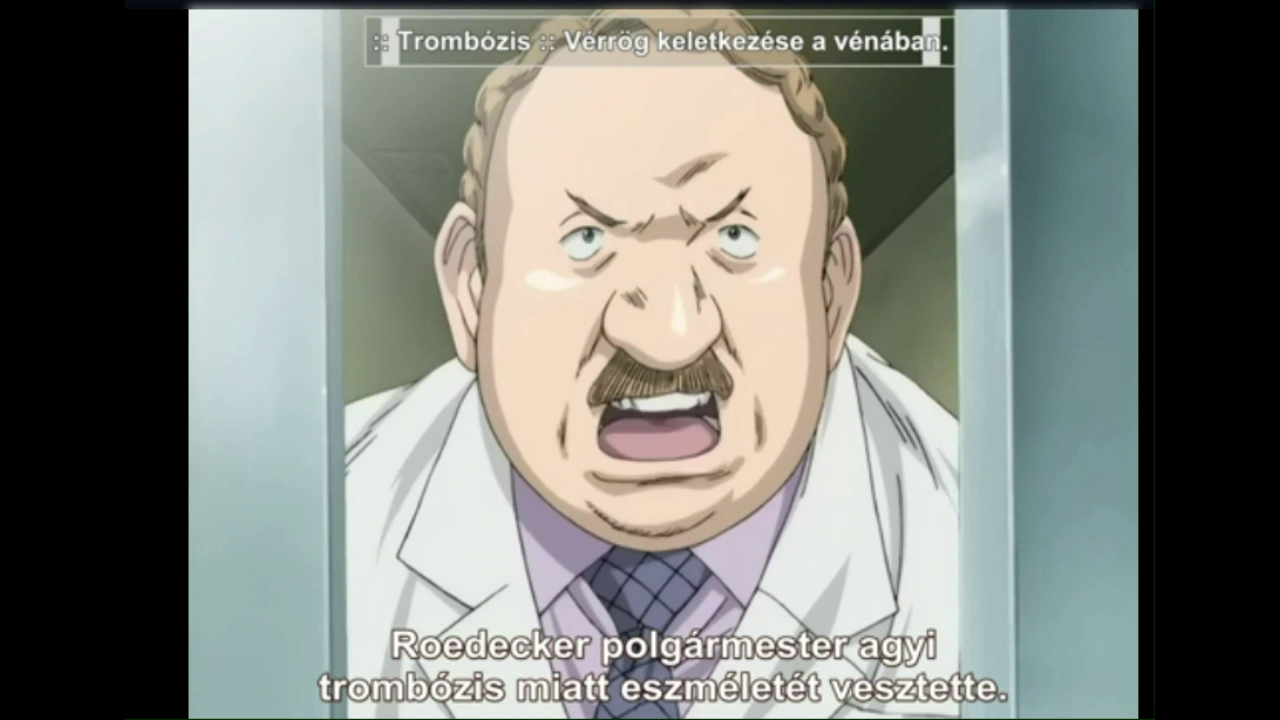 :: Trombózis :: Vérrög keletkezése a vénában.
Roedecker polgármester agyi
trombózis miatt eszméletét vesztette.